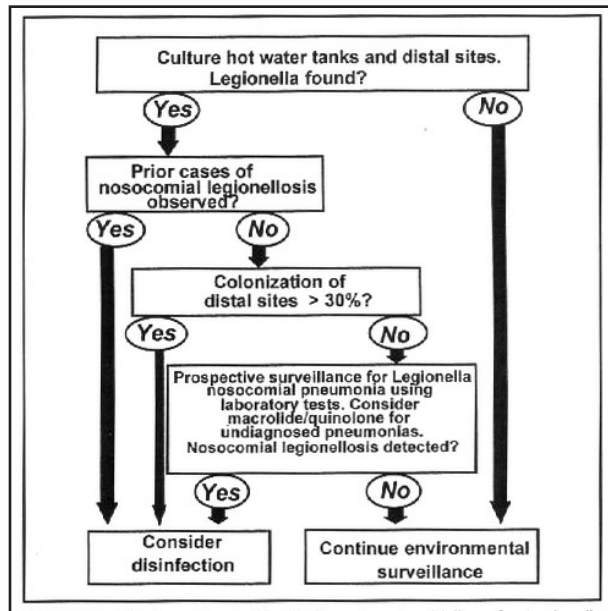 Culture hot water tanks and distal sites.
Legionella found?
Yes
No
Prior cases of
nosocomial legionellosis
observed?
Yes
No
Colonization of
distal sites > 30%?
Yes
No
Prospective surveillance for Legionella
nosocomial pneumonia using
laboratory tests. Consider
macrolide/quinolone for
undiagnosed pneumonias.
Nosocomial legionellosis detected?
Yes
No
Consider
disinfection
Continue environmental
surveillance